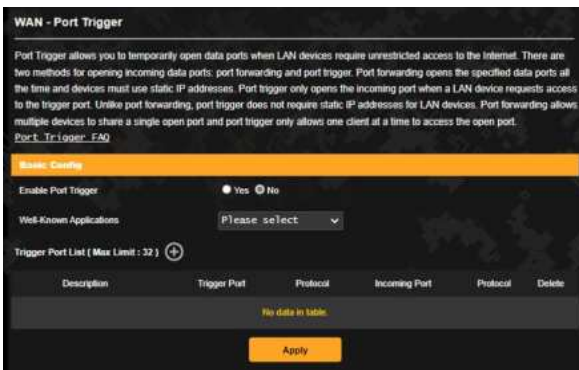 WAN - Port Trigger
Port Trigger allows you to temporarily open data ports when LAN devices require unrestricted access to the Internet. There are
two methods for opening incoming data ports: port forwarding and port trigger. Port forwarding opens the specified data ports all
the time and devices must use static IP addresses. Port trigger only opens the incoming port when a LAN device requests access
to the trigger port. Unlike port forwarding, port trigger does not require static IP addresses for LAN devices. Port forwarding allows
multiple devices to share a single open port and port trigger only allows one client at a time to access the open port.
Port Trigger FAQ
Basic Config
Enable Port Trigger Yes No
Well-Known Applications Please select
Trigger Port List ( Max Limit : 32 )
Description Trigger Port Protocol Incoming Port Protocol Delete
No data in table.
Apply